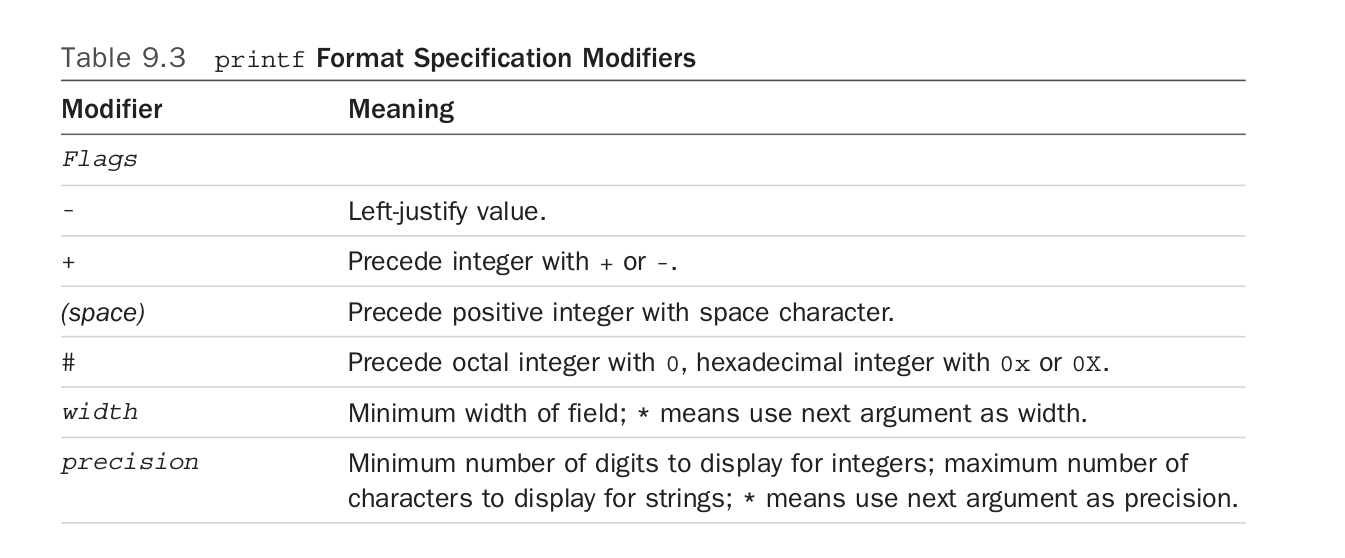 Table 9.3 printf Format Specification Modifiers
Modifier Meaning
Flags
- Left-justify value.
+ Precede integer with + or -.
(space) Precede positive integer with space character.
# Precede octal integer with 0, hexadecimal integer with 0x or 0X.
width Minimum width of field; * means use next argument as width.
precision Minimum number of digits to display for integers; maximum number of
characters to display for strings; * means use next argument as precision.